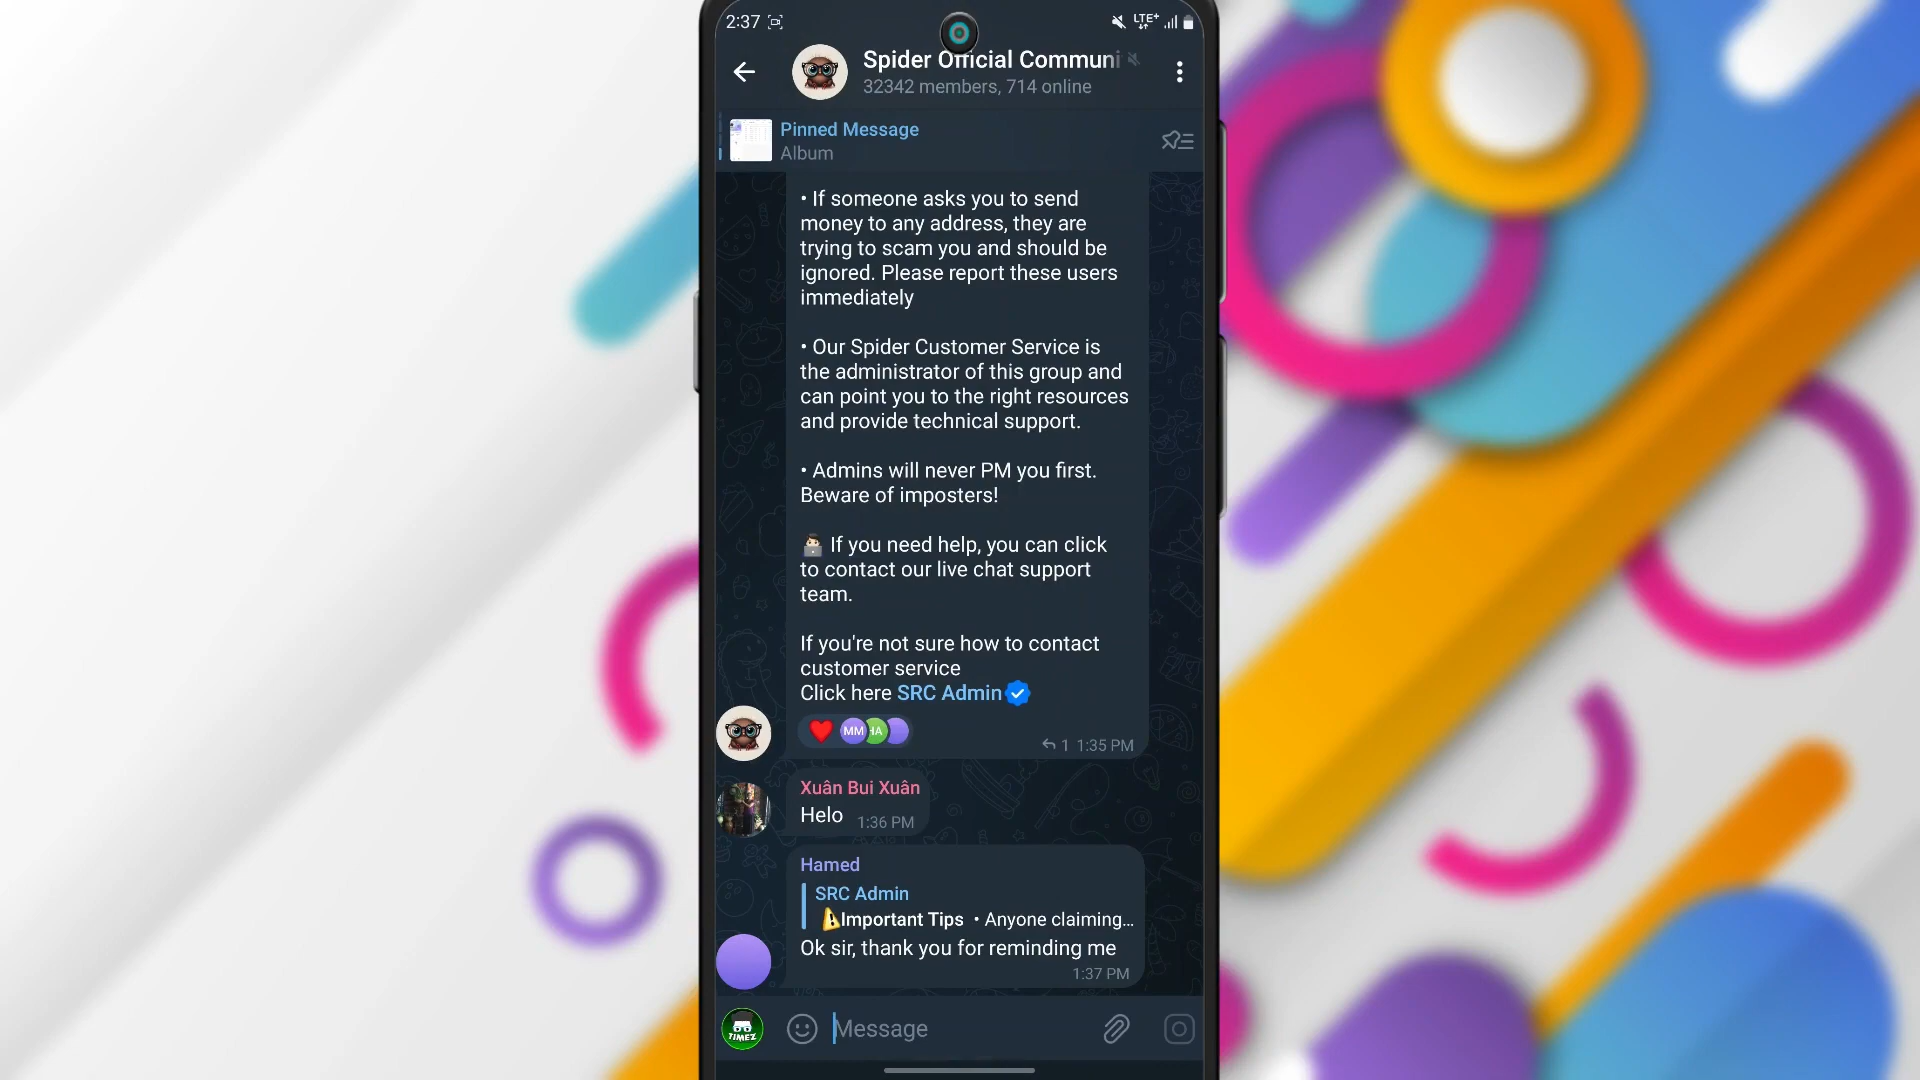 2:37
LTE+
Spider Official Communi
32342 members, 714 online
Pinned Message
Album
• If someone asks you to send
money to any address, they are
trying to scam you and should be
ignored. Please report these users
immediately
• Our Spider Customer Service is
the administrator of this group and
can point you to the right resources
and provide technical support.
• Admins will never PM you first.
Beware of imposters!
If you need help, you can click
to contact our live chat support
team.
If you're not sure how to contact
customer service
Click here SRC Admin
MM HA
1 1:35 PM
Xuân Bui Xuân
Helo 1:36 PM
Hamed
SRC Admin
⚠Important Tips • Anyone claiming...
Ok sir, thank you for reminding me
1:37 PM
TIMEZ
Message